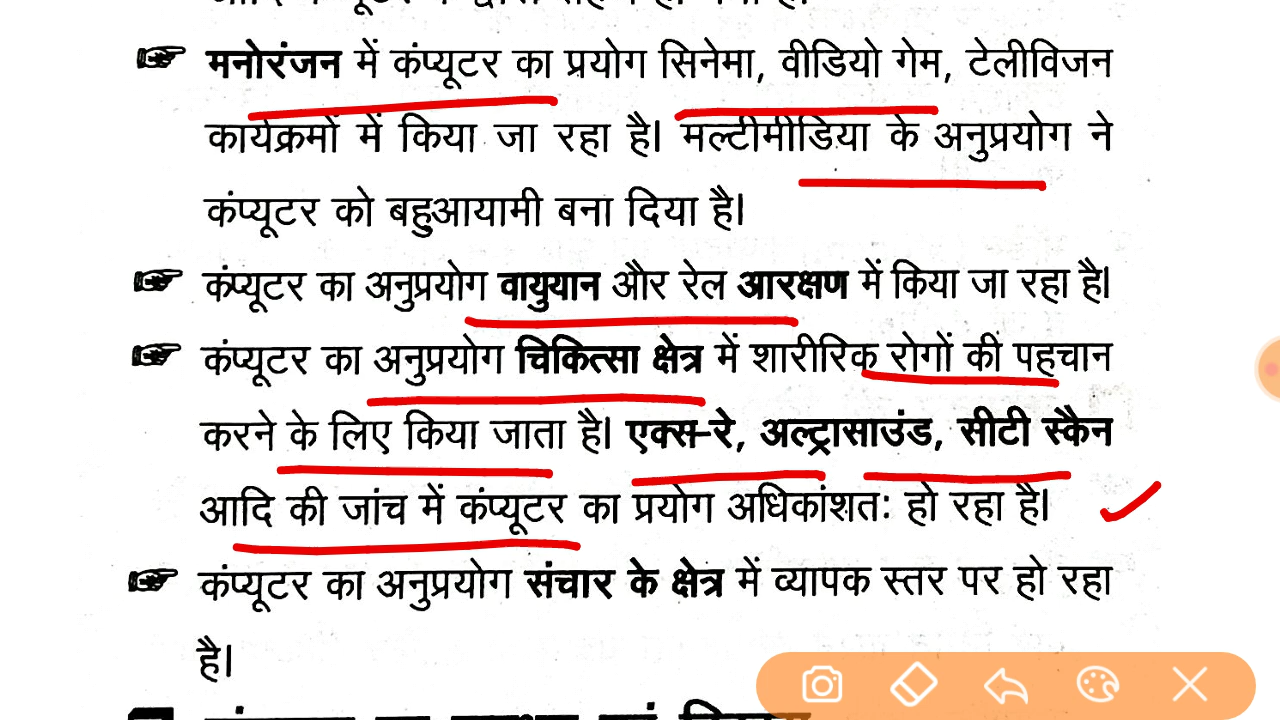 मनोरंजन में कंप्यूटर का प्रयोग सिनेमा, वीडियो गेम, टेलीविजन
कार्यक्रमों में किया जा रहा है। मल्टीमीडिया के अनुप्रयोग ने
कंप्यूटर को बहुआयामी बना दिया है।
कंप्यूटर का अनुप्रयोग वायुयान और रेल आरक्षण में किया जा रहा है।
कंप्यूटर का अनुप्रयोग चिकित्सा क्षेत्र में शारीरिक रोगों की पहचान
करने के लिए किया जाता है। एक्स-रे, अल्ट्रासाउंड, सीटी स्कैन
आदि की जांच में कंप्यूटर का प्रयोग अधिकांशत: हो रहा है।
कंप्यूटर का अनुप्रयोग संचार के क्षेत्र में व्यापक स्तर पर हो रहा
है।